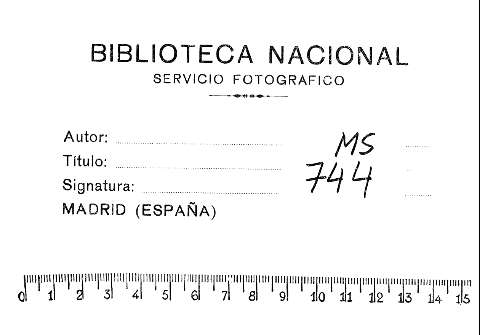 BIBLIOTECA NACIONAL
SERVICIO FOTOGRAFICO
Autor:
Título:
Signatura:
MS
744
MADRID (ESPAÑA)
0 1 2 3 4 5 6 7 8 9 10 11 12 13 14 15